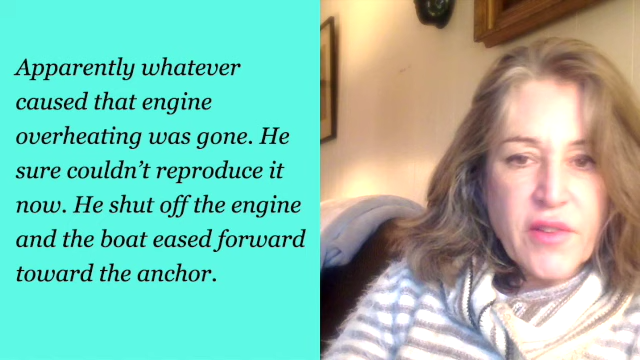 Apparently whatever
caused that engine
overheating was gone. He
sure couldn’t reproduce it
now. He shut off the engine
and the boat eased forward
toward the anchor.